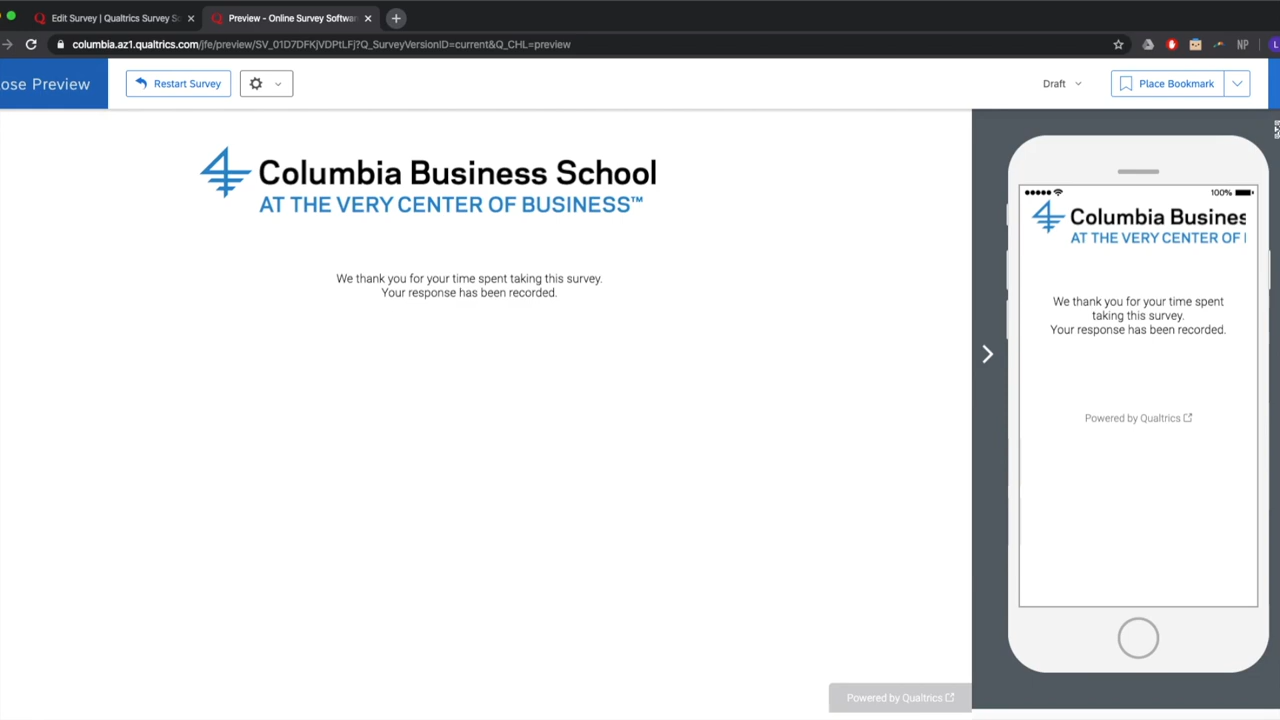 Edit Survey | Qualtrics Survey So
Preview - Online Survey Softwar
columbia.az1.qualtrics.com/jfe/preview/SV_01D7DFKjVDPtLFj?Q_SurveyVersionID=current&Q_CHL=preview
NP
L
ose Preview
Restart Survey
Draft
Place Bookmark
Columbia Business School
AT THE VERY CENTER OF BUSINESS™
We thank you for your time spent taking this survey.
Your response has been recorded.
Powered by Qualtrics
100%
Columbia Busines
AT THE VERY CENTER OF
We thank you for your time spent
taking this survey.
Your response has been recorded.
Powered by Qualtrics